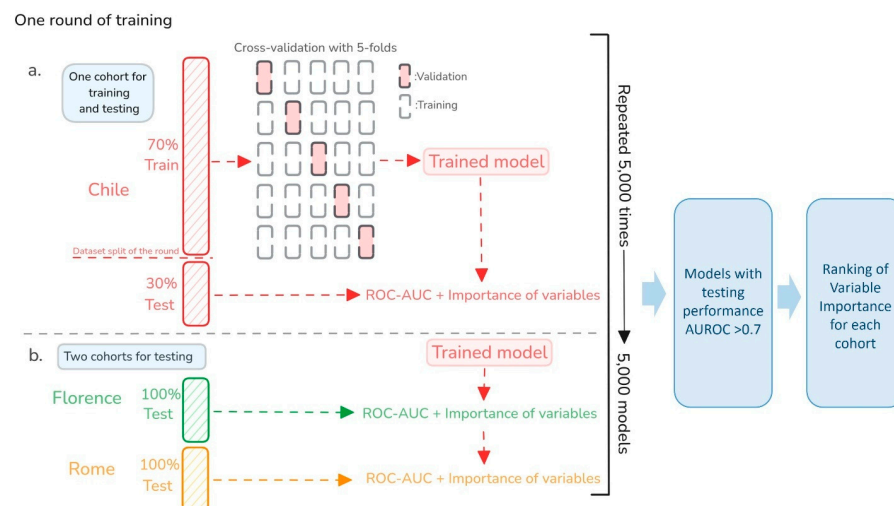 One round of training
a.
One cohort for
training
and testing
Cross-validation with 5-folds
:Validation
:Training
70%
Train
Chile
Trained model
Dataset split of the round
30%
Test
ROC-AUC + Importance of variables
b.
Two cohorts for testing
Trained model
Florence
100%
Test
ROC-AUC + Importance of variables
Rome
100%
Test
ROC-AUC + Importance of variables
Repeated 5,000 times
5,000 models
Models with
testing
performance
AUROC >0.7
Ranking of
Variable
Importance
for each
cohort